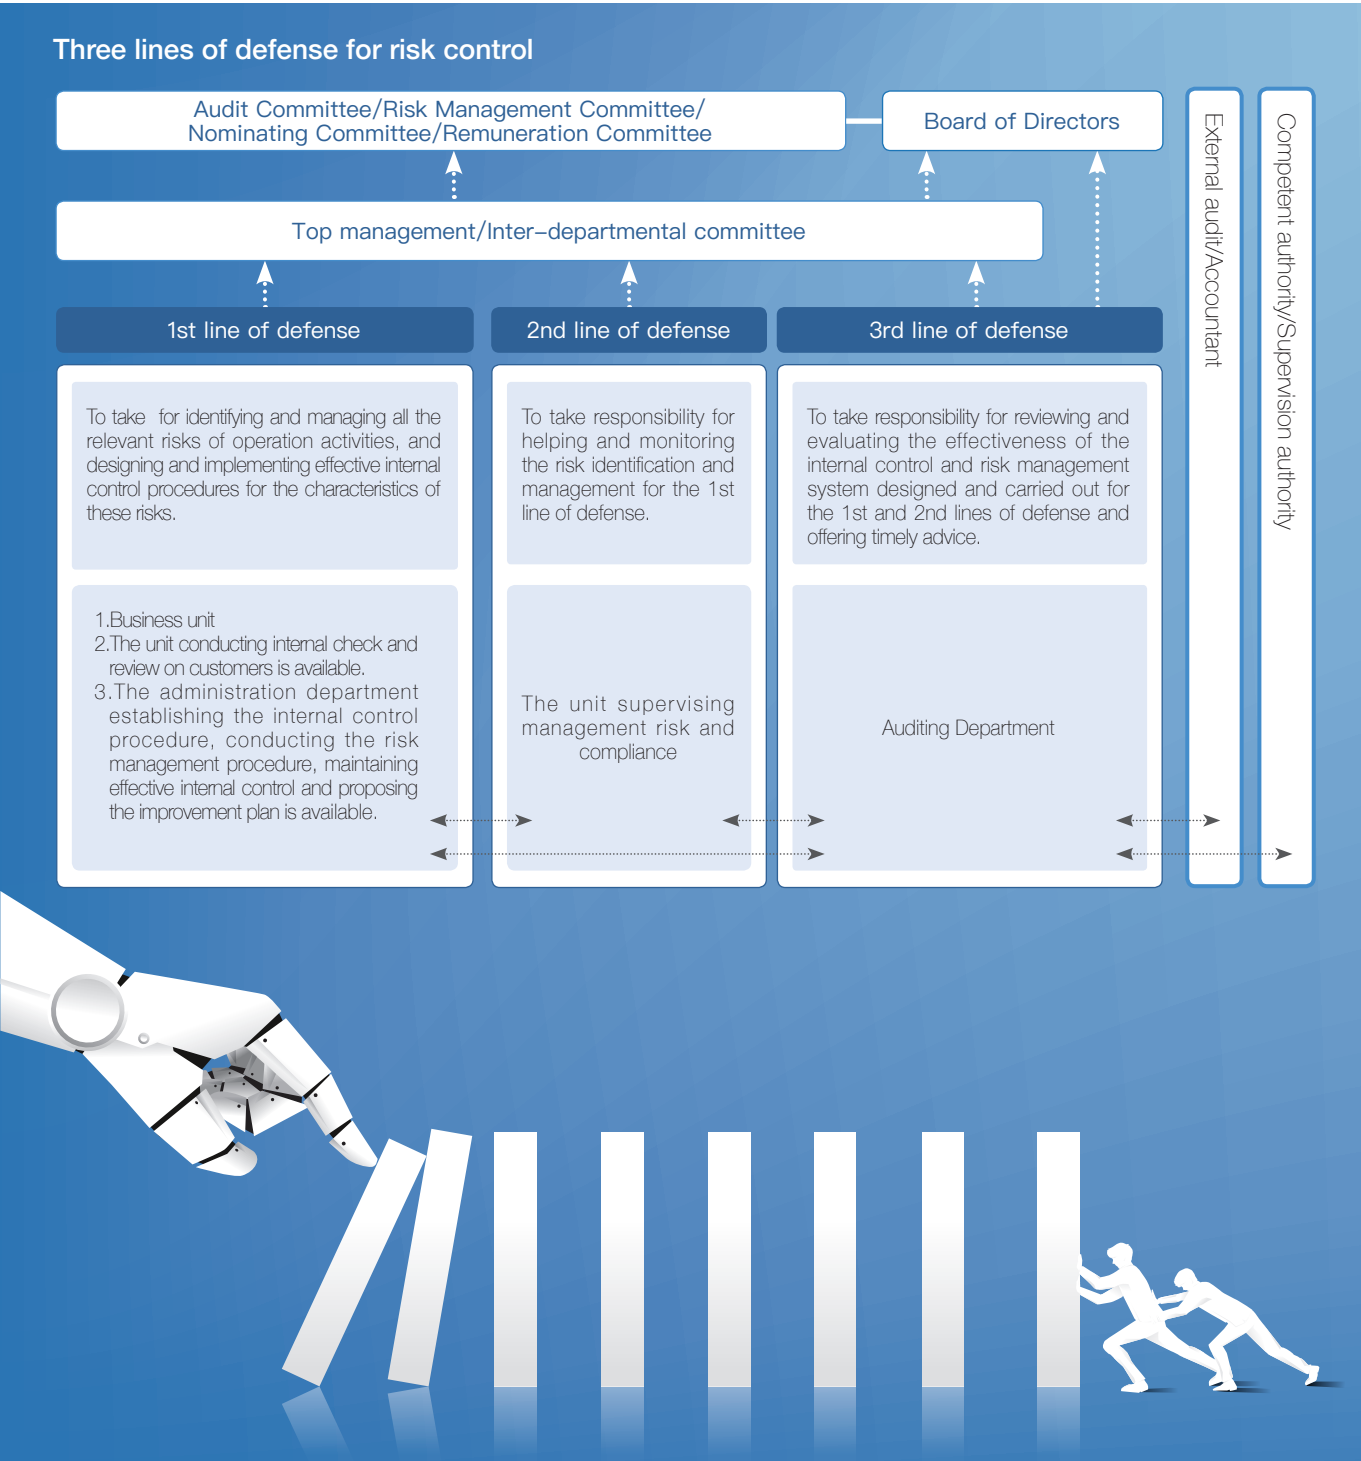 Three lines of defense for risk control
Audit Committee/Risk Management Committee/
Nominating Committee/Remuneration Committee
Board of Directors
Top management/Inter-departmental committee
1st line of defense
2nd line of defense
3rd line of defense
To take  for identifying and managing all the
relevant risks of operation activities, and
designing and implementing effective internal
control procedures for the characteristics of
these risks.
To take responsibility for
helping and monitoring
the risk identification and
management for the 1st
line of defense.
To take responsibility for reviewing and
evaluating the effectiveness of the
internal control and risk management
system designed and carried out for
the 1st and 2nd lines of defense and
offering timely advice.
1.Business unit
2.The unit conducting internal check and
review on customers is available.
3.The administration department
establishing the internal control
procedure, conducting the risk
management procedure, maintaining
effective internal control and proposing
the improvement plan is available.
The unit supervising
management risk and
compliance
Auditing Department
External audit/Accountant
Competent authority/Supervision authority